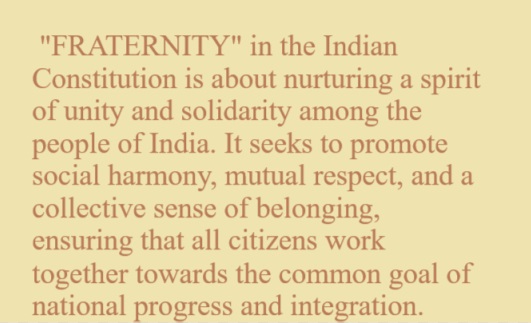 "FRATERNITY" in the Indian
Constitution is about nurturing a spirit
of unity and solidarity among the
people of India. It seeks to promote
social harmony, mutual respect, and a
collective sense of belonging,
ensuring that all citizens work
together towards the common goal of
national progress and integration.